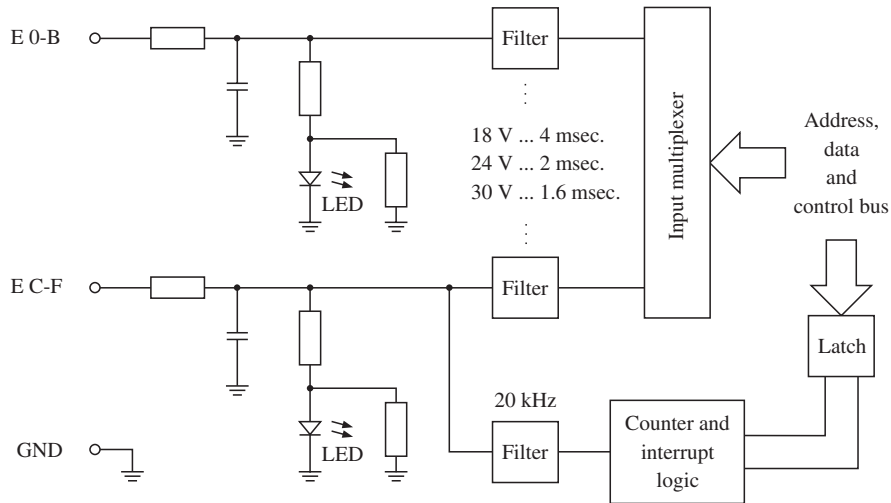 E 0-B
Filter
18 V ... 4 msec.
24 V ... 2 msec.
30 V ... 1.6 msec.
LED
Input multiplexer
Address,
data
and
control bus
E C-F
Filter
Latch
LED
20 kHz
Filter
Counter and
interrupt
logic
GND